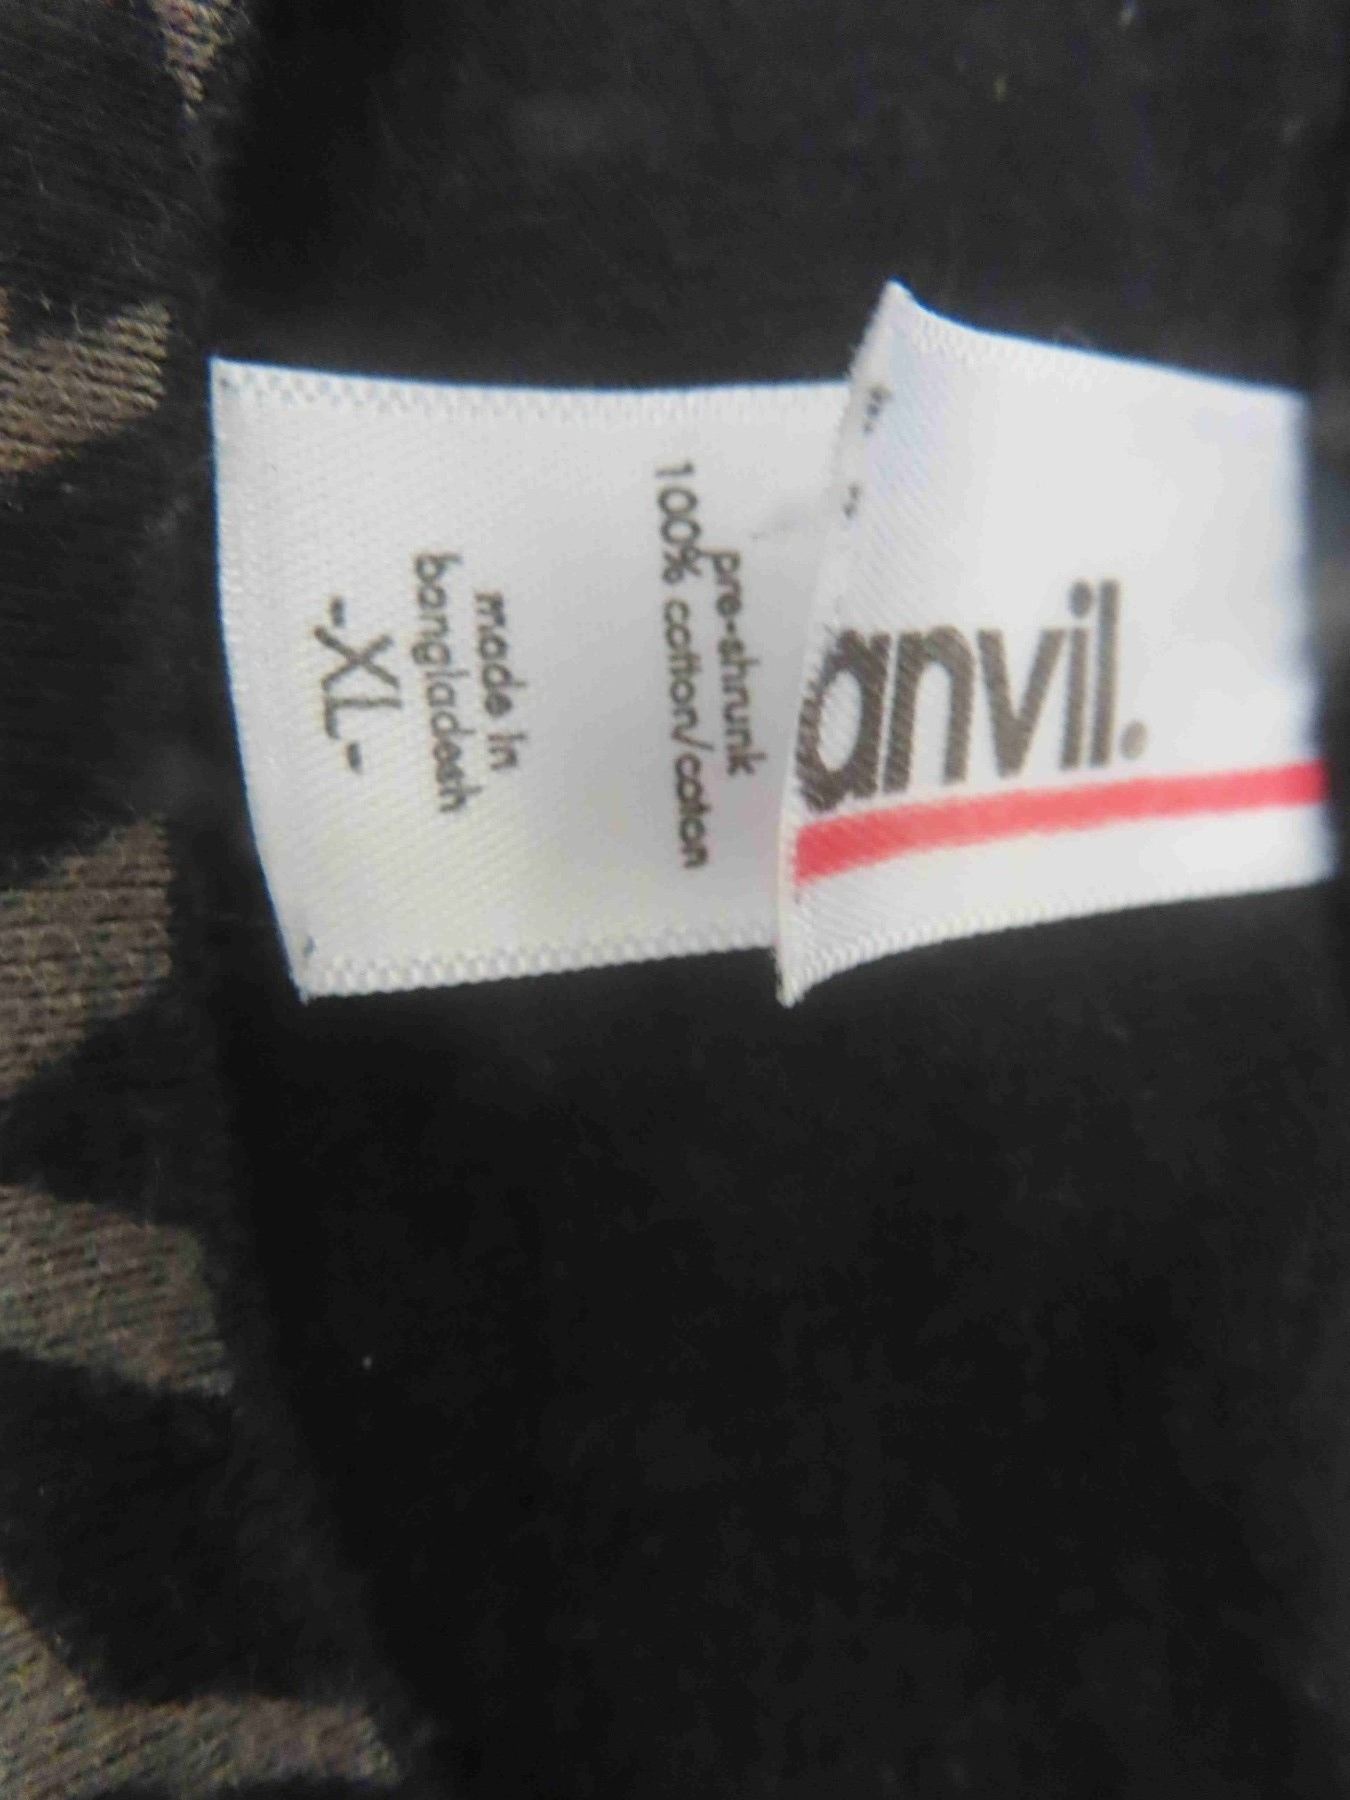 anvil.
pre-shrunk
100% cotton/coton
made in
bangladesh
-XL-